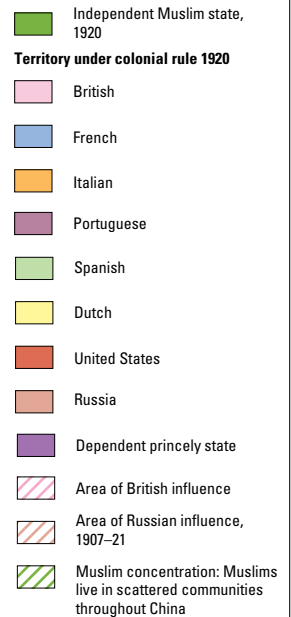 Independent Muslim state,
1920
Territory under colonial rule 1920
British
French
Italian
Portuguese
Spanish
Dutch
United States
Russia
Dependent princely state
Area of British influence
Area of Russian influence,
1907–21
Muslim concentration: Muslims
live in scattered communities
throughout China